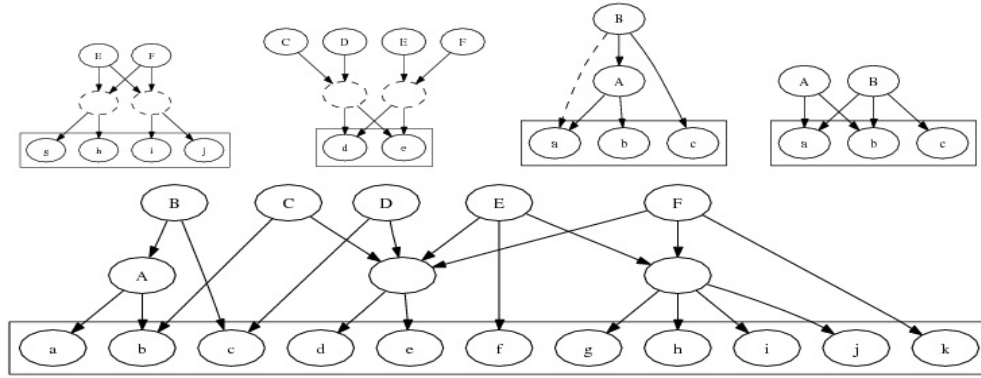 E F
g h i j
C D E F
d e
B
A
a b c
A B
a b c
B C D E F
A
a b c d e f g h i j k